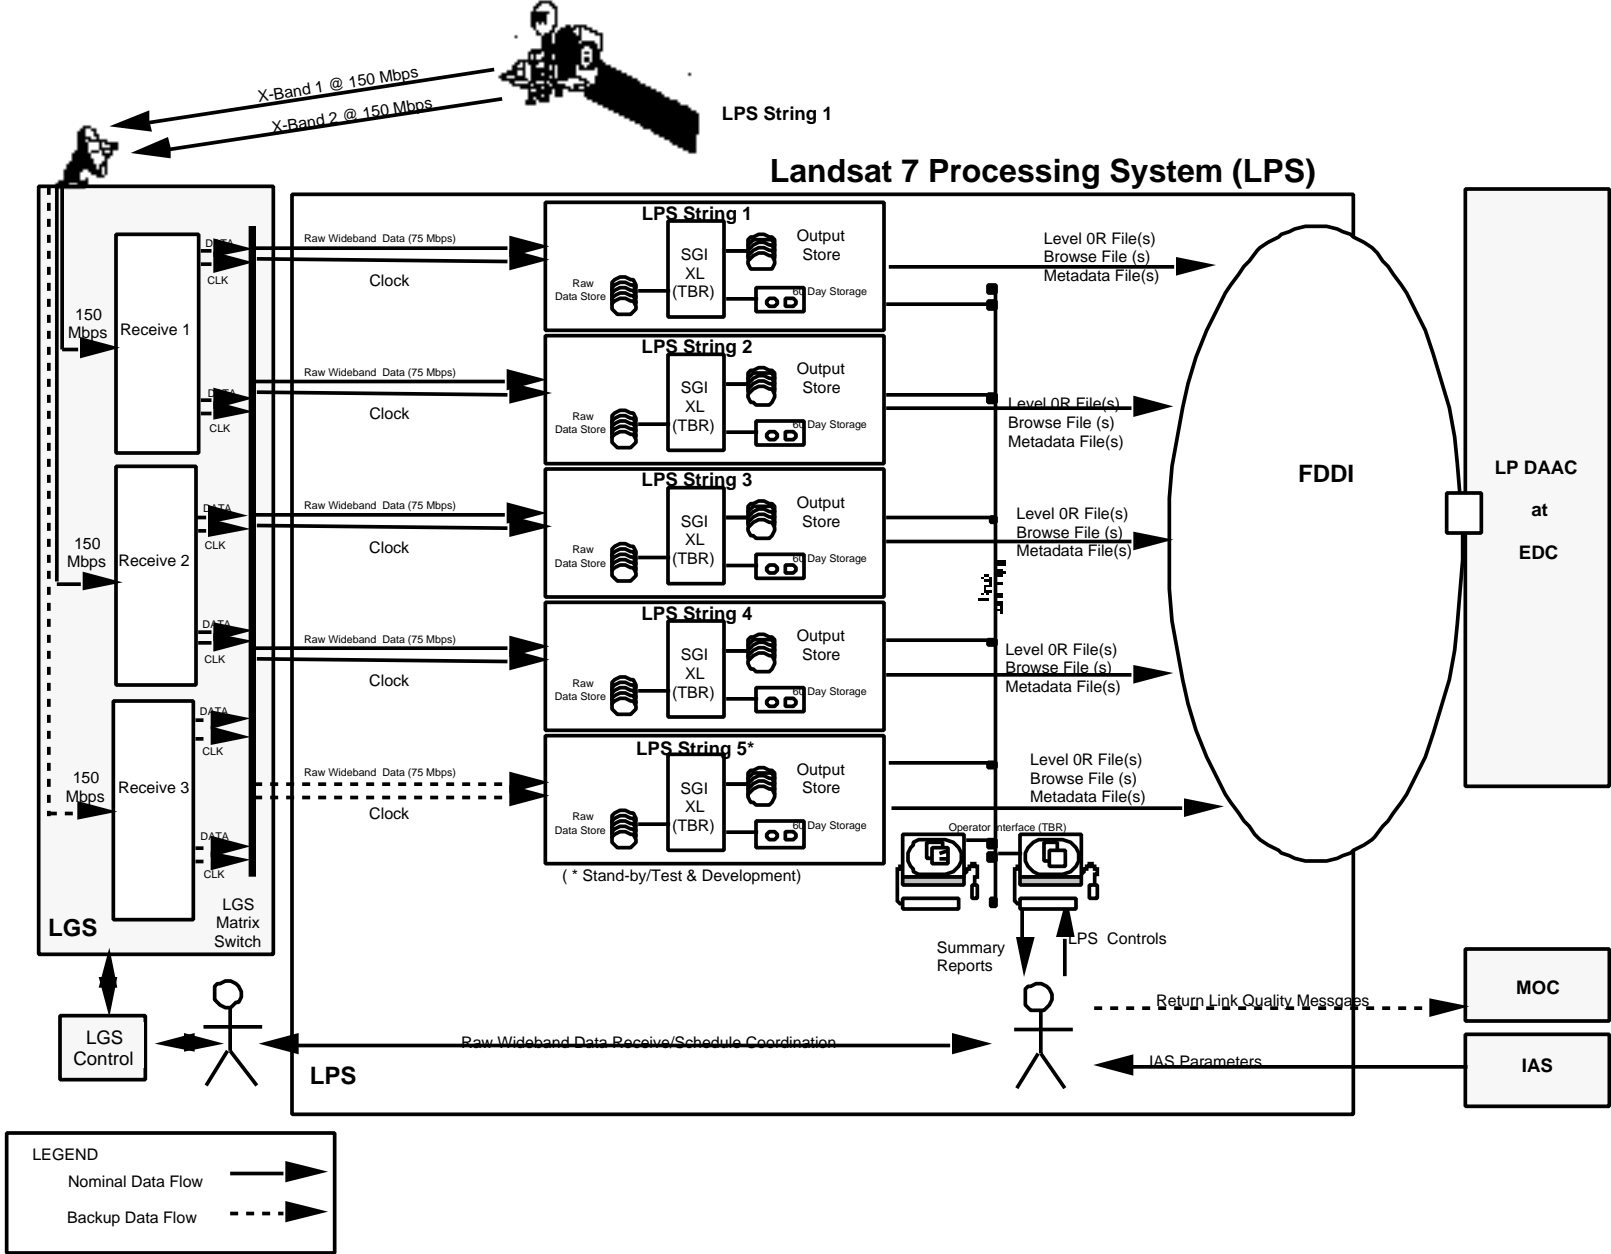 X-Band 1 @ 150 Mbps
X-Band 2 @ 150 Mbps
LPS String 1
Landsat 7 Processing System (LPS)
150
Mbps
Receive 1
DATA
CLK
DATA
CLK
150
Mbps
Receive 2
DATA
CLK
DATA
CLK
150
Mbps
Receive 3
DATA
CLK
DATA
CLK
LGS
LGS
Matrix
Switch
Raw Wideband Data (75 Mbps)
Clock
LPS String 1
SGI
XL
(TBR)
Output
Store
Raw
Data Store
60 Day Storage
Level 0R File(s)
Browse File (s)
Metadata File(s)
Raw Wideband Data (75 Mbps)
Clock
LPS String 2
SGI
XL
(TBR)
Output
Store
Raw
Data Store
60 Day Storage
Level 0R File(s)
Browse File (s)
Metadata File(s)
Raw Wideband Data (75 Mbps)
Clock
LPS String 3
SGI
XL
(TBR)
Output
Store
Raw
Data Store
60 Day Storage
Level 0R File(s)
Browse File (s)
Metadata File(s)
Raw Wideband Data (75 Mbps)
Clock
LPS String 4
SGI
XL
(TBR)
Output
Store
Raw
Data Store
60 Day Storage
Level 0R File(s)
Browse File (s)
Metadata File(s)
Raw Wideband Data (75 Mbps)
Clock
LPS String 5*
SGI
XL
(TBR)
Output
Store
Raw
Data Store
60 Day Storage
Level 0R File(s)
Browse File (s)
Metadata File(s)
( * Stand-by/Test & Development)
Operator Interface (TBR)
FDDI
LP DAAC
at
EDC
Summary
Reports
LPS Controls
Return Link Quality Messgaes
MOC
LGS
Control
Raw Wideband Data Receive/Schedule Coordination
IAS Parameters
IAS
LPS
LEGEND
Nominal Data Flow
Backup Data Flow